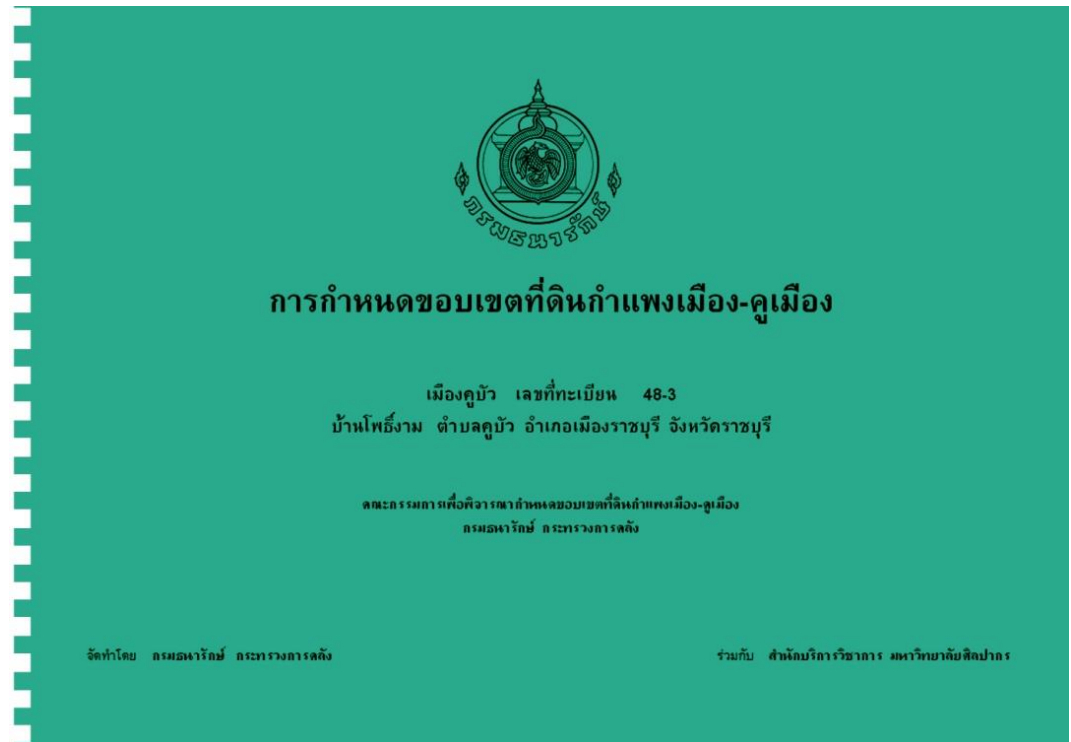 กรมธนารักษ์
การกำหนดขอบเขตที่ดินกำแพงเมือง-คูเมือง
เมืองคูบัว เลขที่ทะเบียน 48-3
บ้านโพธิ์งาม ตำบลคูบัว อำเภอเมืองราชบุรี จังหวัดราชบุรี
คณะกรรมการเพื่อพิจารณากำหนดขอบเขตที่ดินกำแพงเมือง-คูเมือง
กรมธนารักษ์ กระทรวงการคลัง
จัดทำโดย กรมธนารักษ์ กระทรวงการคลัง ร่วมกับ สำนักบริการวิชาการ มหาวิทยาลัยศิลปากร